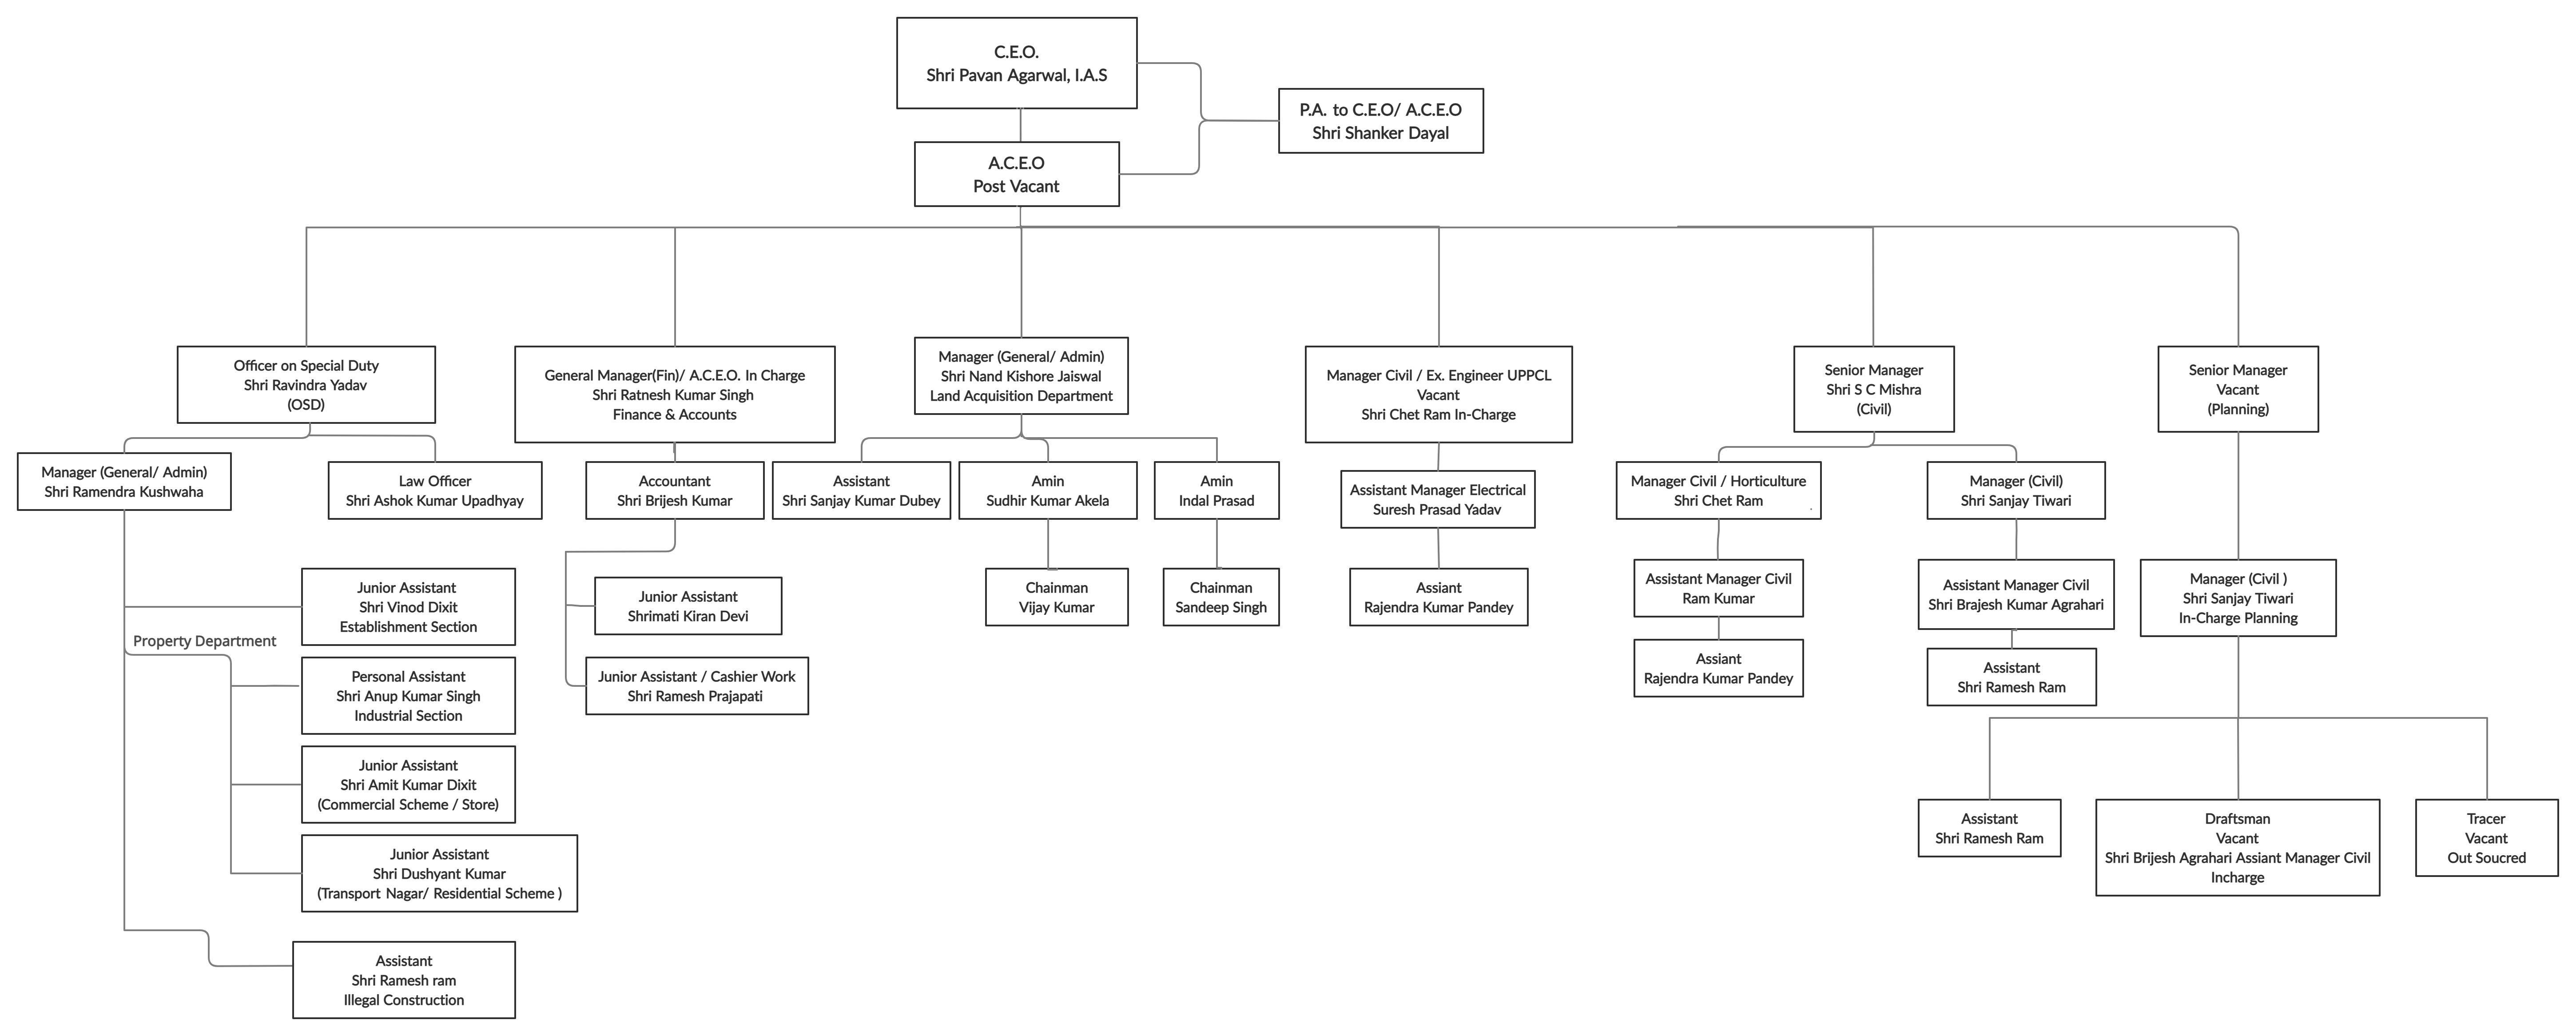 C.E.O.
Shri Pavan Agarwal, I.A.S
P.A. to C.E.O/ A.C.E.O
Shri Shanker Dayal
A.C.E.O
Post Vacant
Officer on Special Duty
Shri Ravindra Yadav
(OSD)
General Manager(Fin)/ A.C.E.O. In Charge
Shri Ratnesh Kumar Singh
Finance & Accounts
Manager (General/ Admin)
Shri Nand Kishore Jaiswal
Land Acquisition Department
Manager Civil / Ex. Engineer UPPCL
Vacant
Shri Chet Ram In-Charge
Senior Manager
Shri S C Mishra
(Civil)
Senior Manager
Vacant
(Planning)
Manager (General/ Admin)
Shri Ramendra Kushwaha
Law Officer
Shri Ashok Kumar Upadhyay
Accountant
Shri Brijesh Kumar
Assistant
Shri Sanjay Kumar Dubey
Amin
Sudhir Kumar Akela
Amin
Indal Prasad
Assistant Manager Electrical
Suresh Prasad Yadav
Manager Civil / Horticulture
Shri Chet Ram
.
Manager (Civil)
Shri Sanjay Tiwari
Junior Assistant
Shri Vinod Dixit
Establishment Section
Junior Assistant
Shrimati Kiran Devi
Chainman
Vijay Kumar
Chainman
Sandeep Singh
Assiant
Rajendra Kumar Pandey
Assistant Manager Civil
Ram Kumar
Assistant Manager Civil
Shri Brajesh Kumar Agrahari
Manager (Civil )
Shri Sanjay Tiwari
In-Charge Planning
Property Department
Personal Assistant
Shri Anup Kumar Singh
Industrial Section
Junior Assistant / Cashier Work
Shri Ramesh Prajapati
Assiant
Rajendra Kumar Pandey
Assistant
Shri Ramesh Ram
Junior Assistant
Shri Amit Kumar Dixit
(Commercial Scheme / Store)
Junior Assistant
Shri Dushyant Kumar
(Transport Nagar/ Residential Scheme )
Assistant
Shri Ramesh Ram
Draftsman
Vacant
Shri Brijesh Agrahari Assiant Manager Civil
Incharge
Tracer
Vacant
Out Soucred
Assistant
Shri Ramesh ram
Illegal Construction